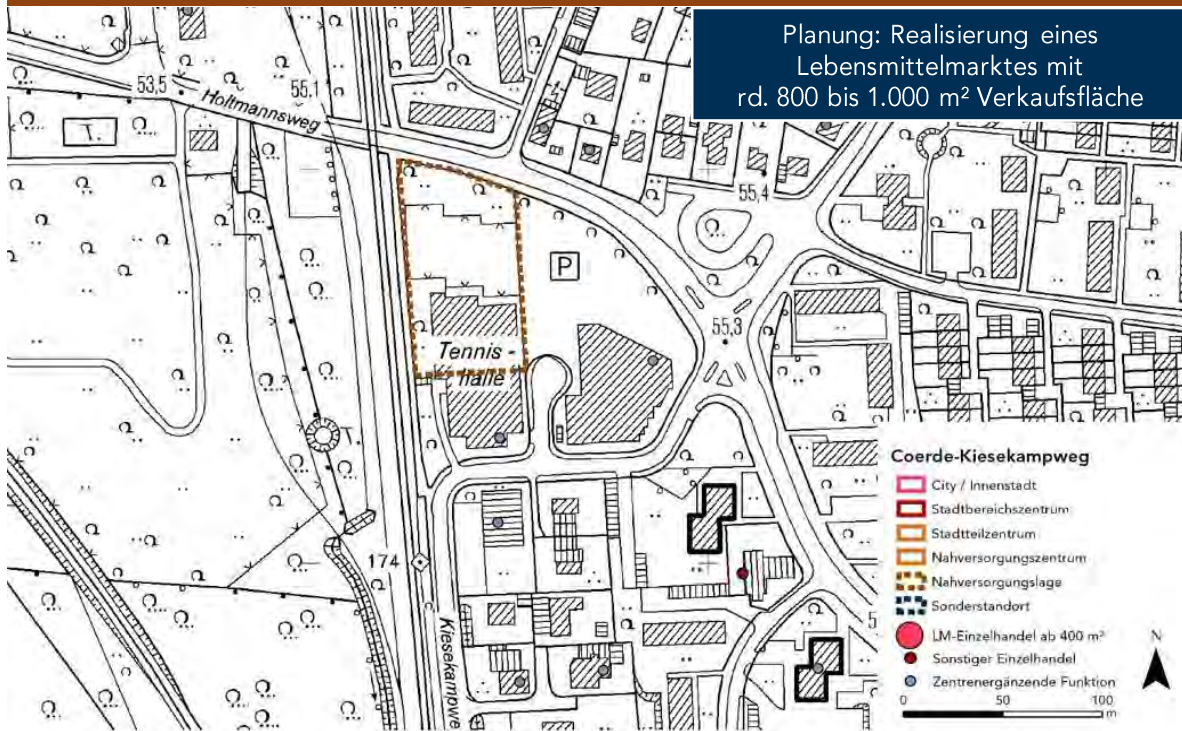 Planung: Realisierung eines
Lebensmittelmarktes mit
rd. 800 bis 1.000 m² Verkaufsfläche
53,5
Holtmannsweg
55,1
T.
55,4
P
55,3
Tennis -
halle
174
Kiesekampwe
5
Coerde-Kiesekampweg
City / Innenstadt
Stadtbereichszentrum
Stadtteilzentrum
Nahversorgungszentrum
Nahversorgungslage
Sonderstandort
LM-Einzelhandel ab 400 m²
Sonstiger Einzelhandel
Zentrenergänzende Funktion
N
0 50 100
m